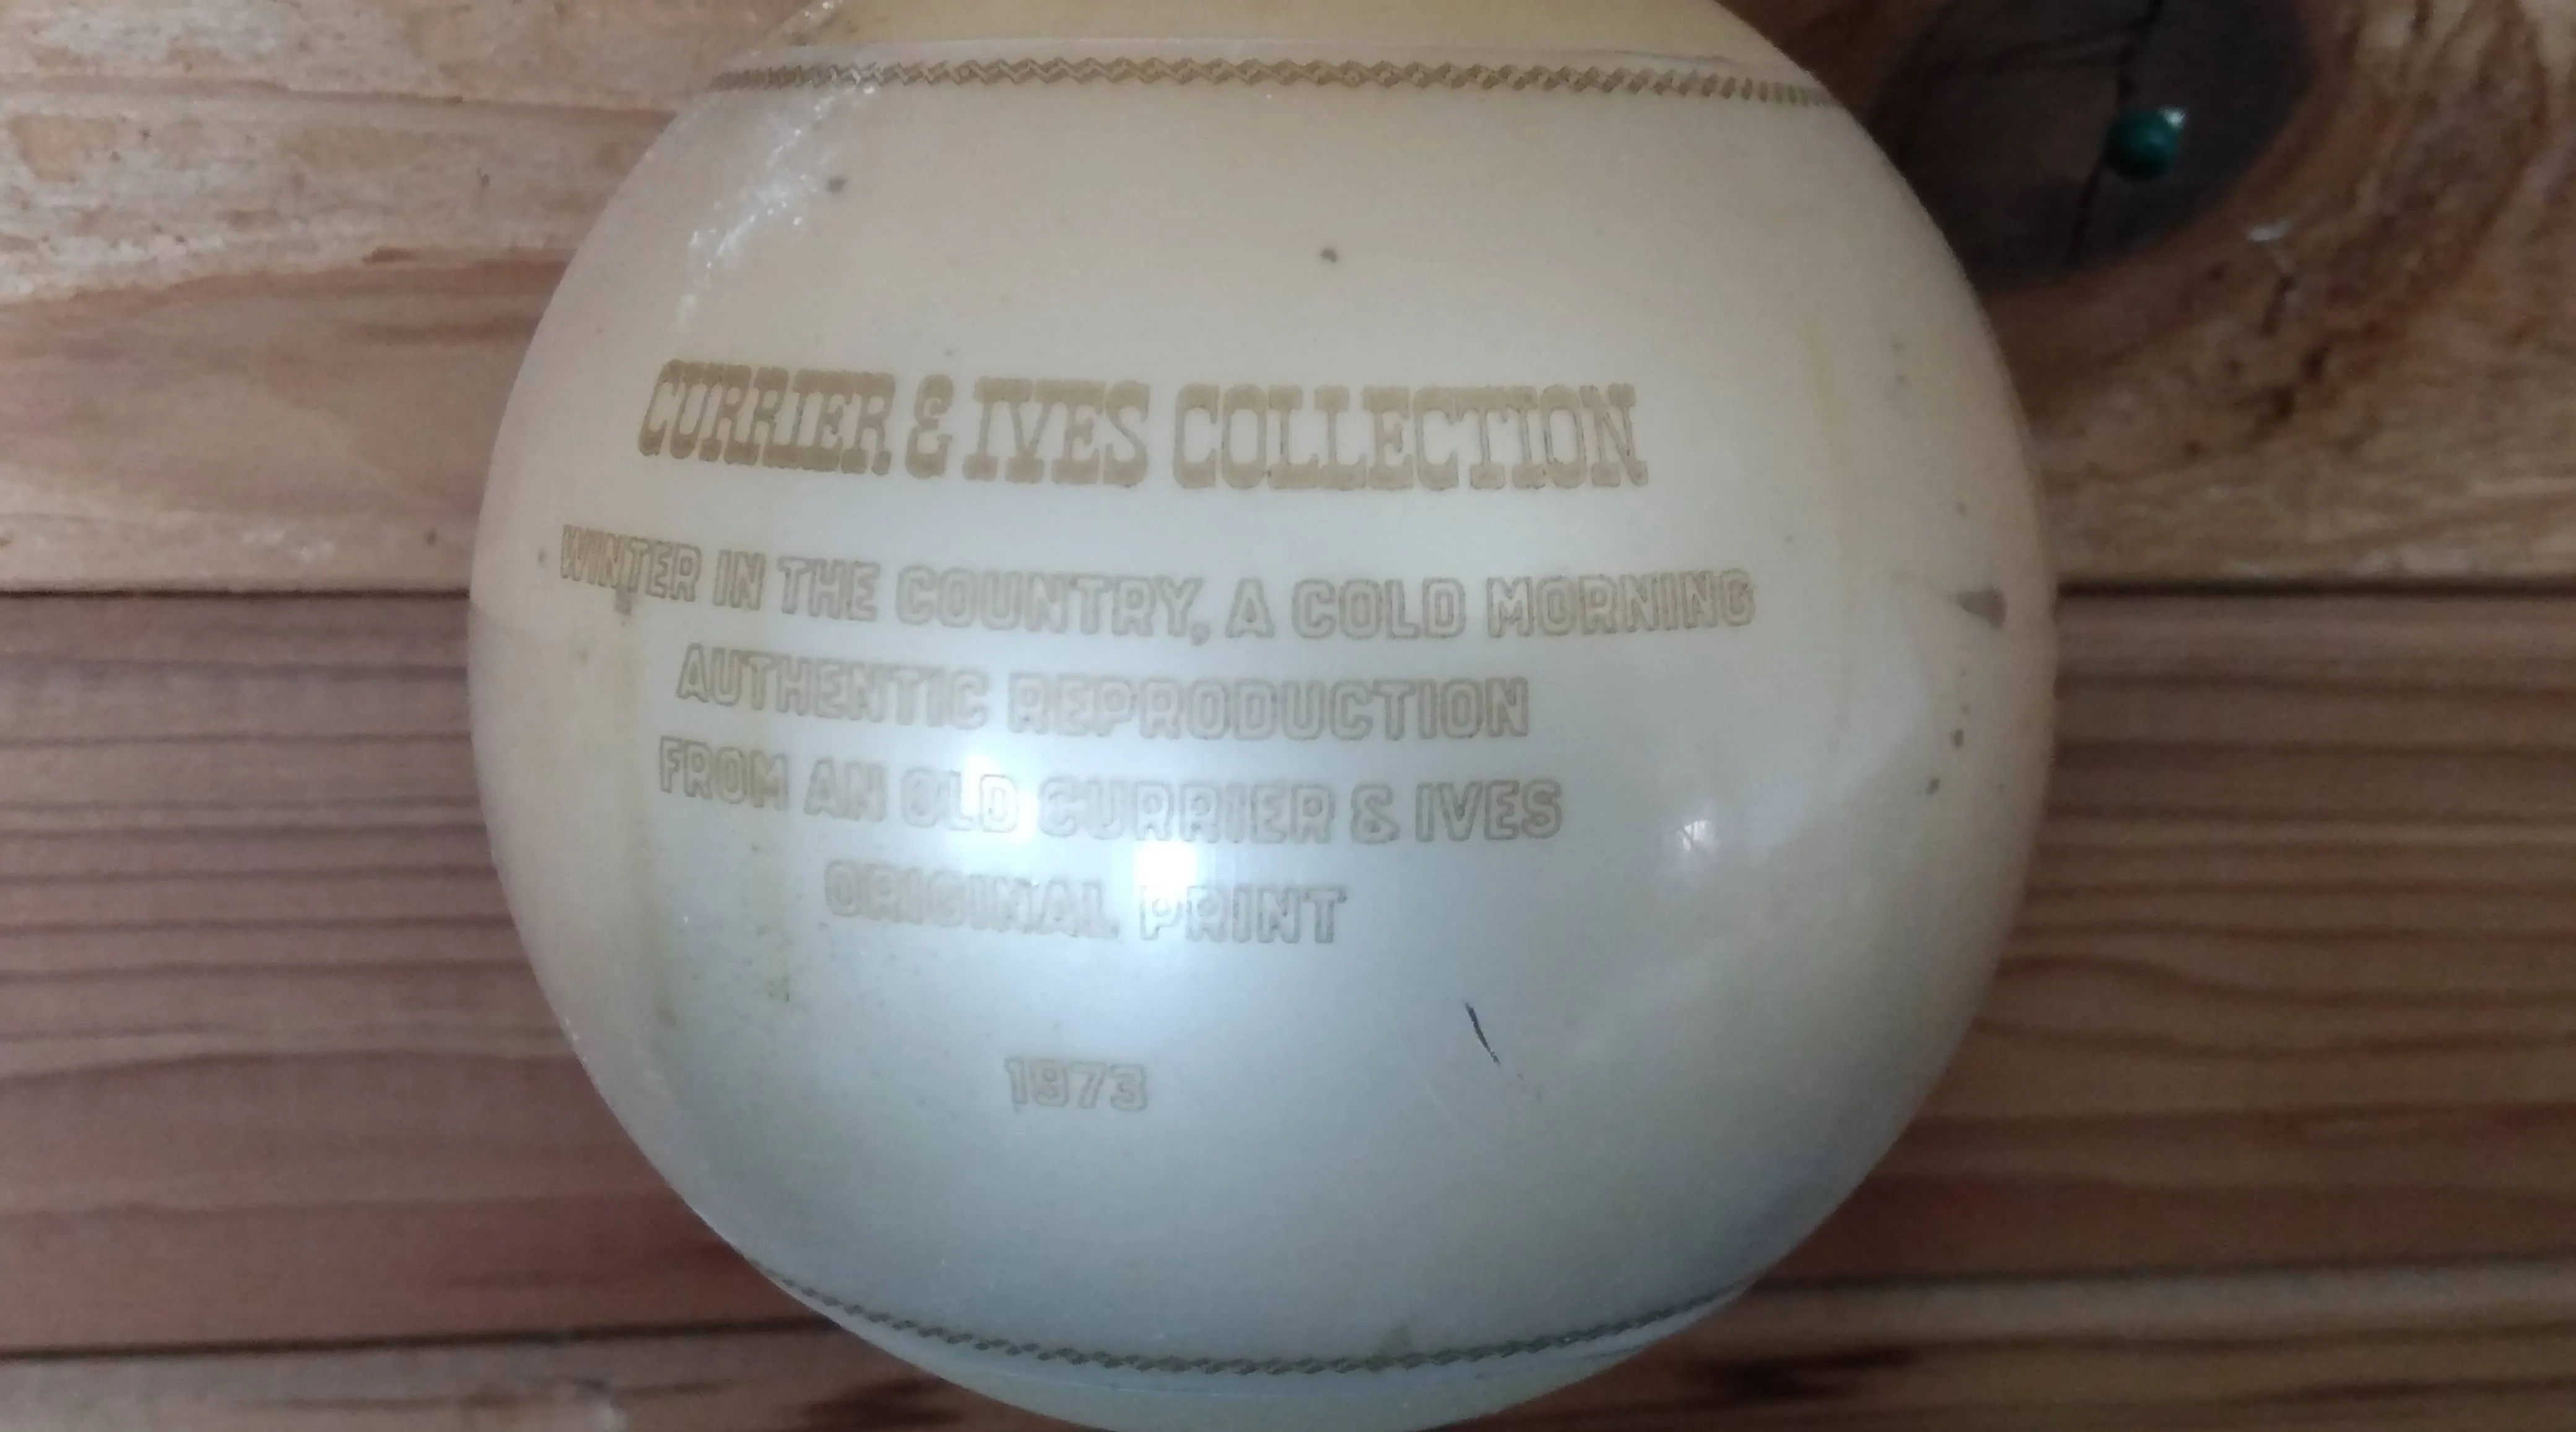 CURRIER & IVES COLLECTION
WINTER IN THE COUNTRY, A COLD MORNING
AUTHENTIC REPRODUCTION
FROM AN OLD CURRIER & IVES
ORIGINAL PRINT
1973